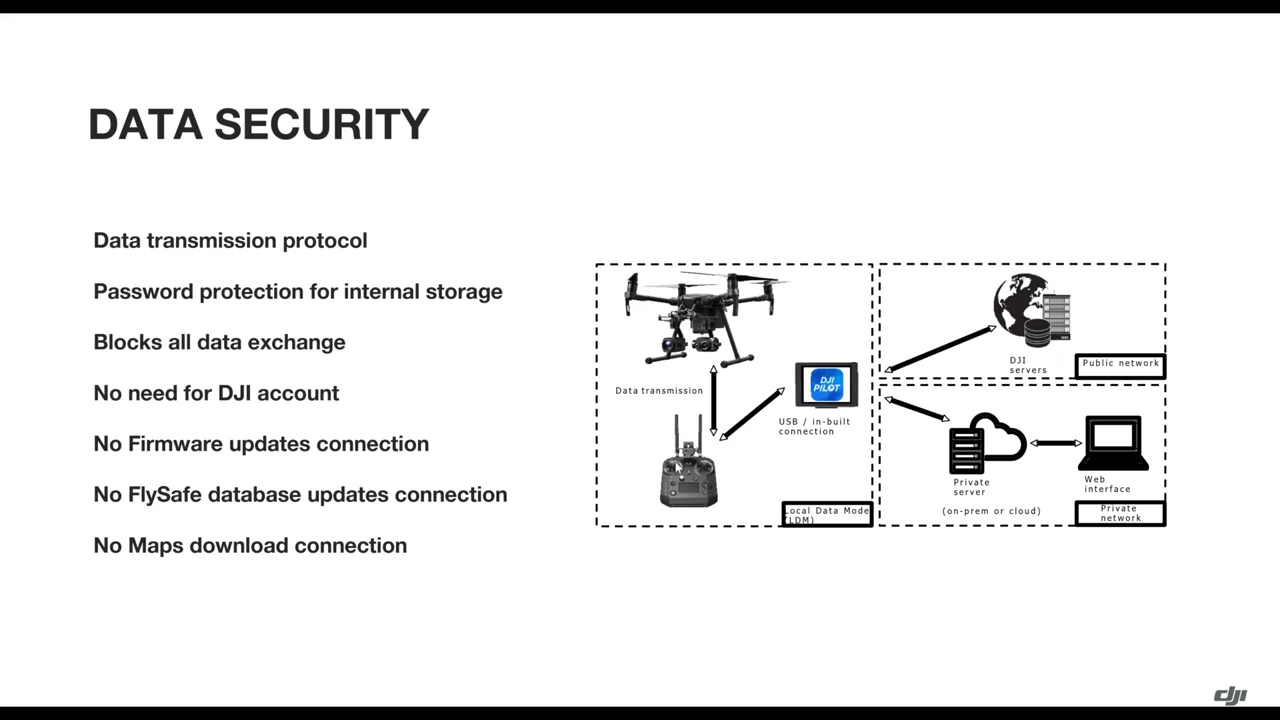 DATA SECURITY
Data transmission protocol
Password protection for internal storage
Blocks all data exchange
No need for DJI account
No Firmware updates connection
No FlySafe database updates connection
No Maps download connection
Data transmission
DJI
PILOT
USB / in-built
connection
Local Data Mode
(LDM)
DJI
servers
Public network
Private
server
(on-prem or cloud)
Web
interface
Private
network
dji